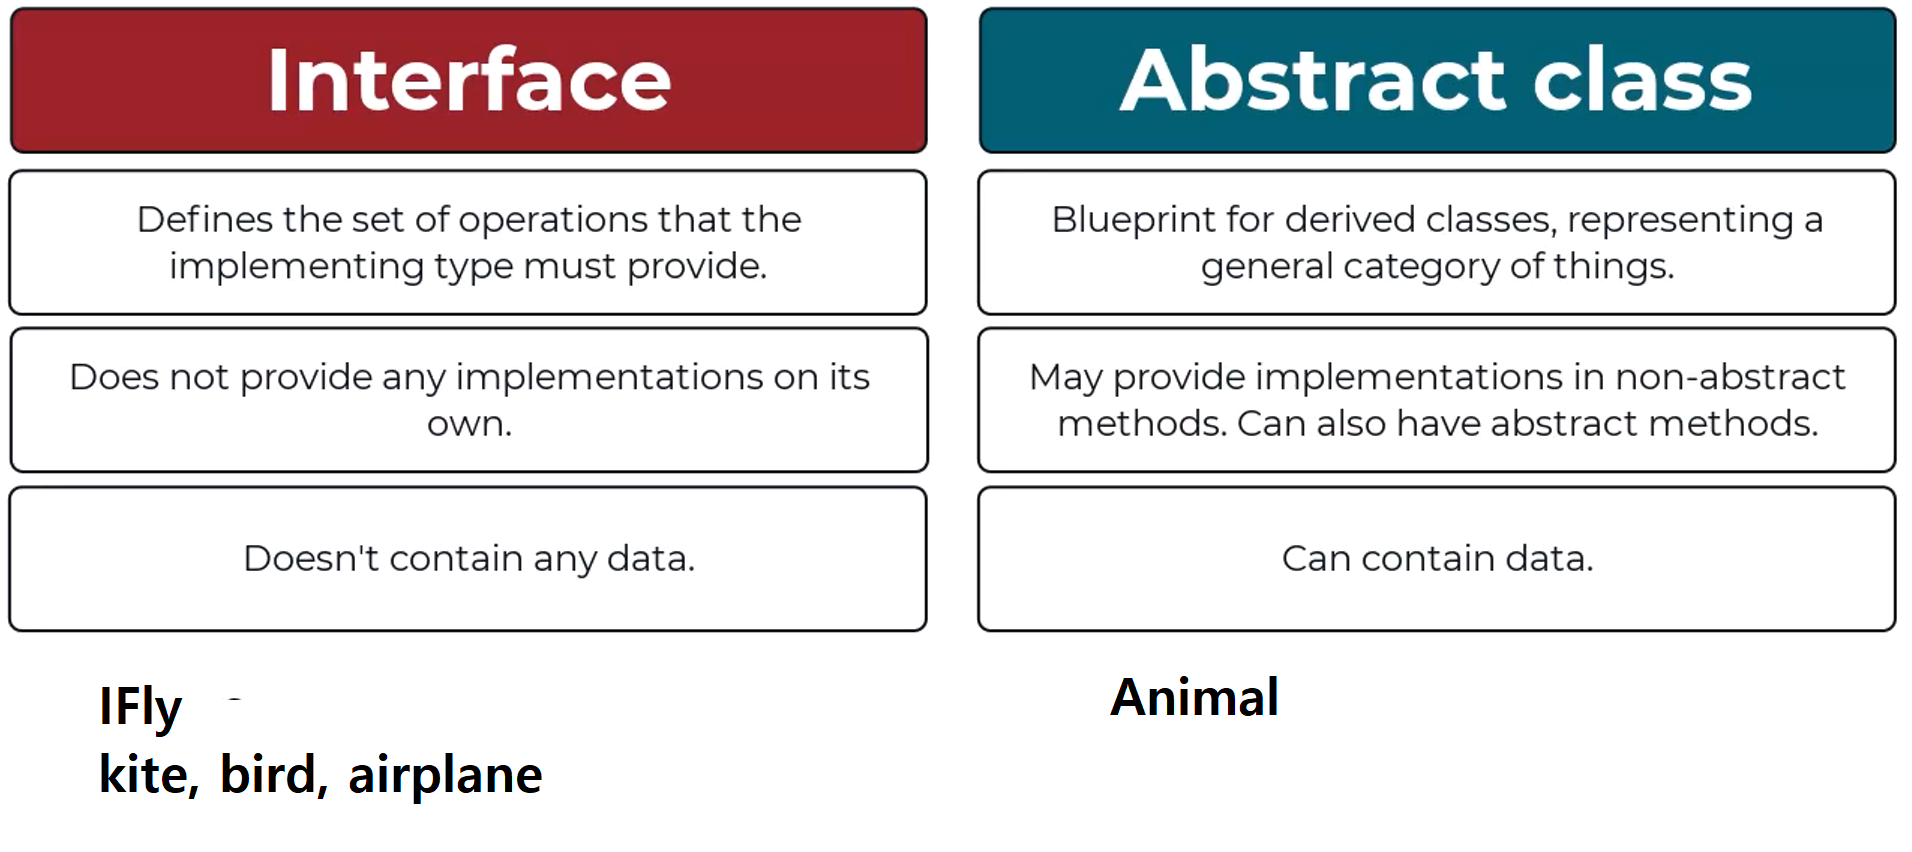 Interface
Defines the set of operations that the
implementing type must provide.
Does not provide any implementations on its
own.
Doesn't contain any data.
IFly
kite, bird, airplane
Abstract class
Blueprint for derived classes, representing a
general category of things.
May provide implementations in non-abstract
methods. Can also have abstract methods.
Can contain data.
Animal